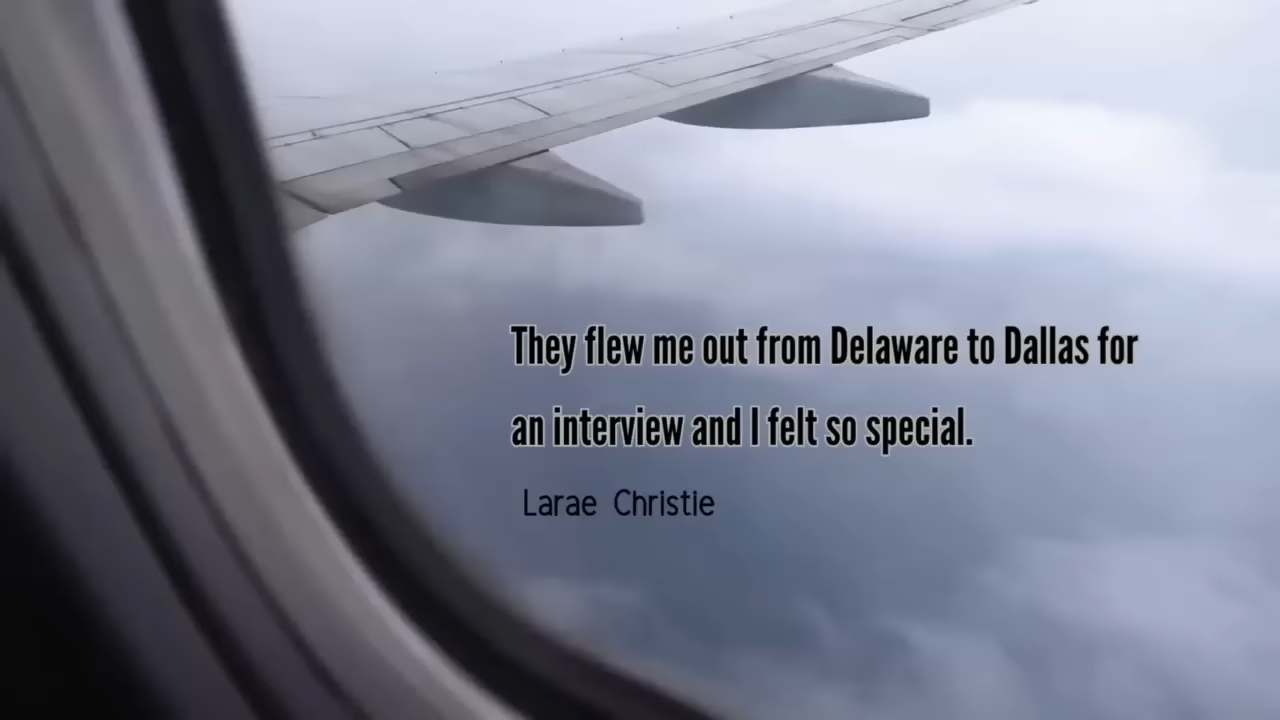 They flew me out from Delaware to Dallas for
an interview and I felt so special.
Larae Christie